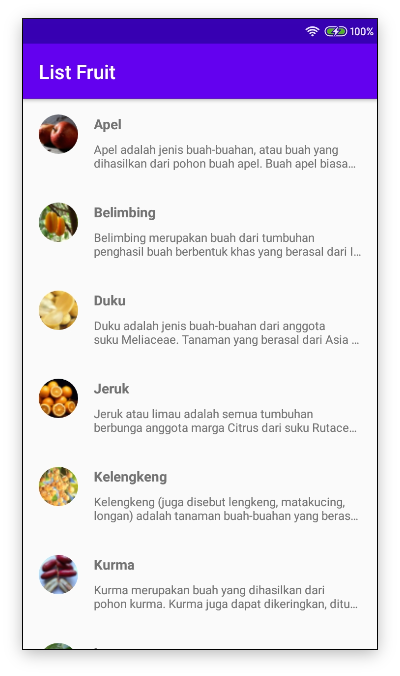 100%
List Fruit
Apel
Apel adalah jenis buah-buahan, atau buah yang
dihasilkan dari pohon buah apel. Buah apel biasa…
Belimbing
Belimbing merupakan buah dari tumbuhan
penghasil buah berbentuk khas yang berasal dari I…
Duku
Duku adalah jenis buah-buahan dari anggota
suku Meliaceae. Tanaman yang berasal dari Asia …
Jeruk
Jeruk atau limau adalah semua tumbuhan
berbunga anggota marga Citrus dari suku Rutace…
Kelengkeng
Kelengkeng (juga disebut lengkeng, matakucing,
longan) adalah tanaman buah-buahan yang beras…
Kurma
Kurma merupakan buah yang dihasilkan dari
pohon kurma. Kurma juga dapat dikeringkan, ditu…